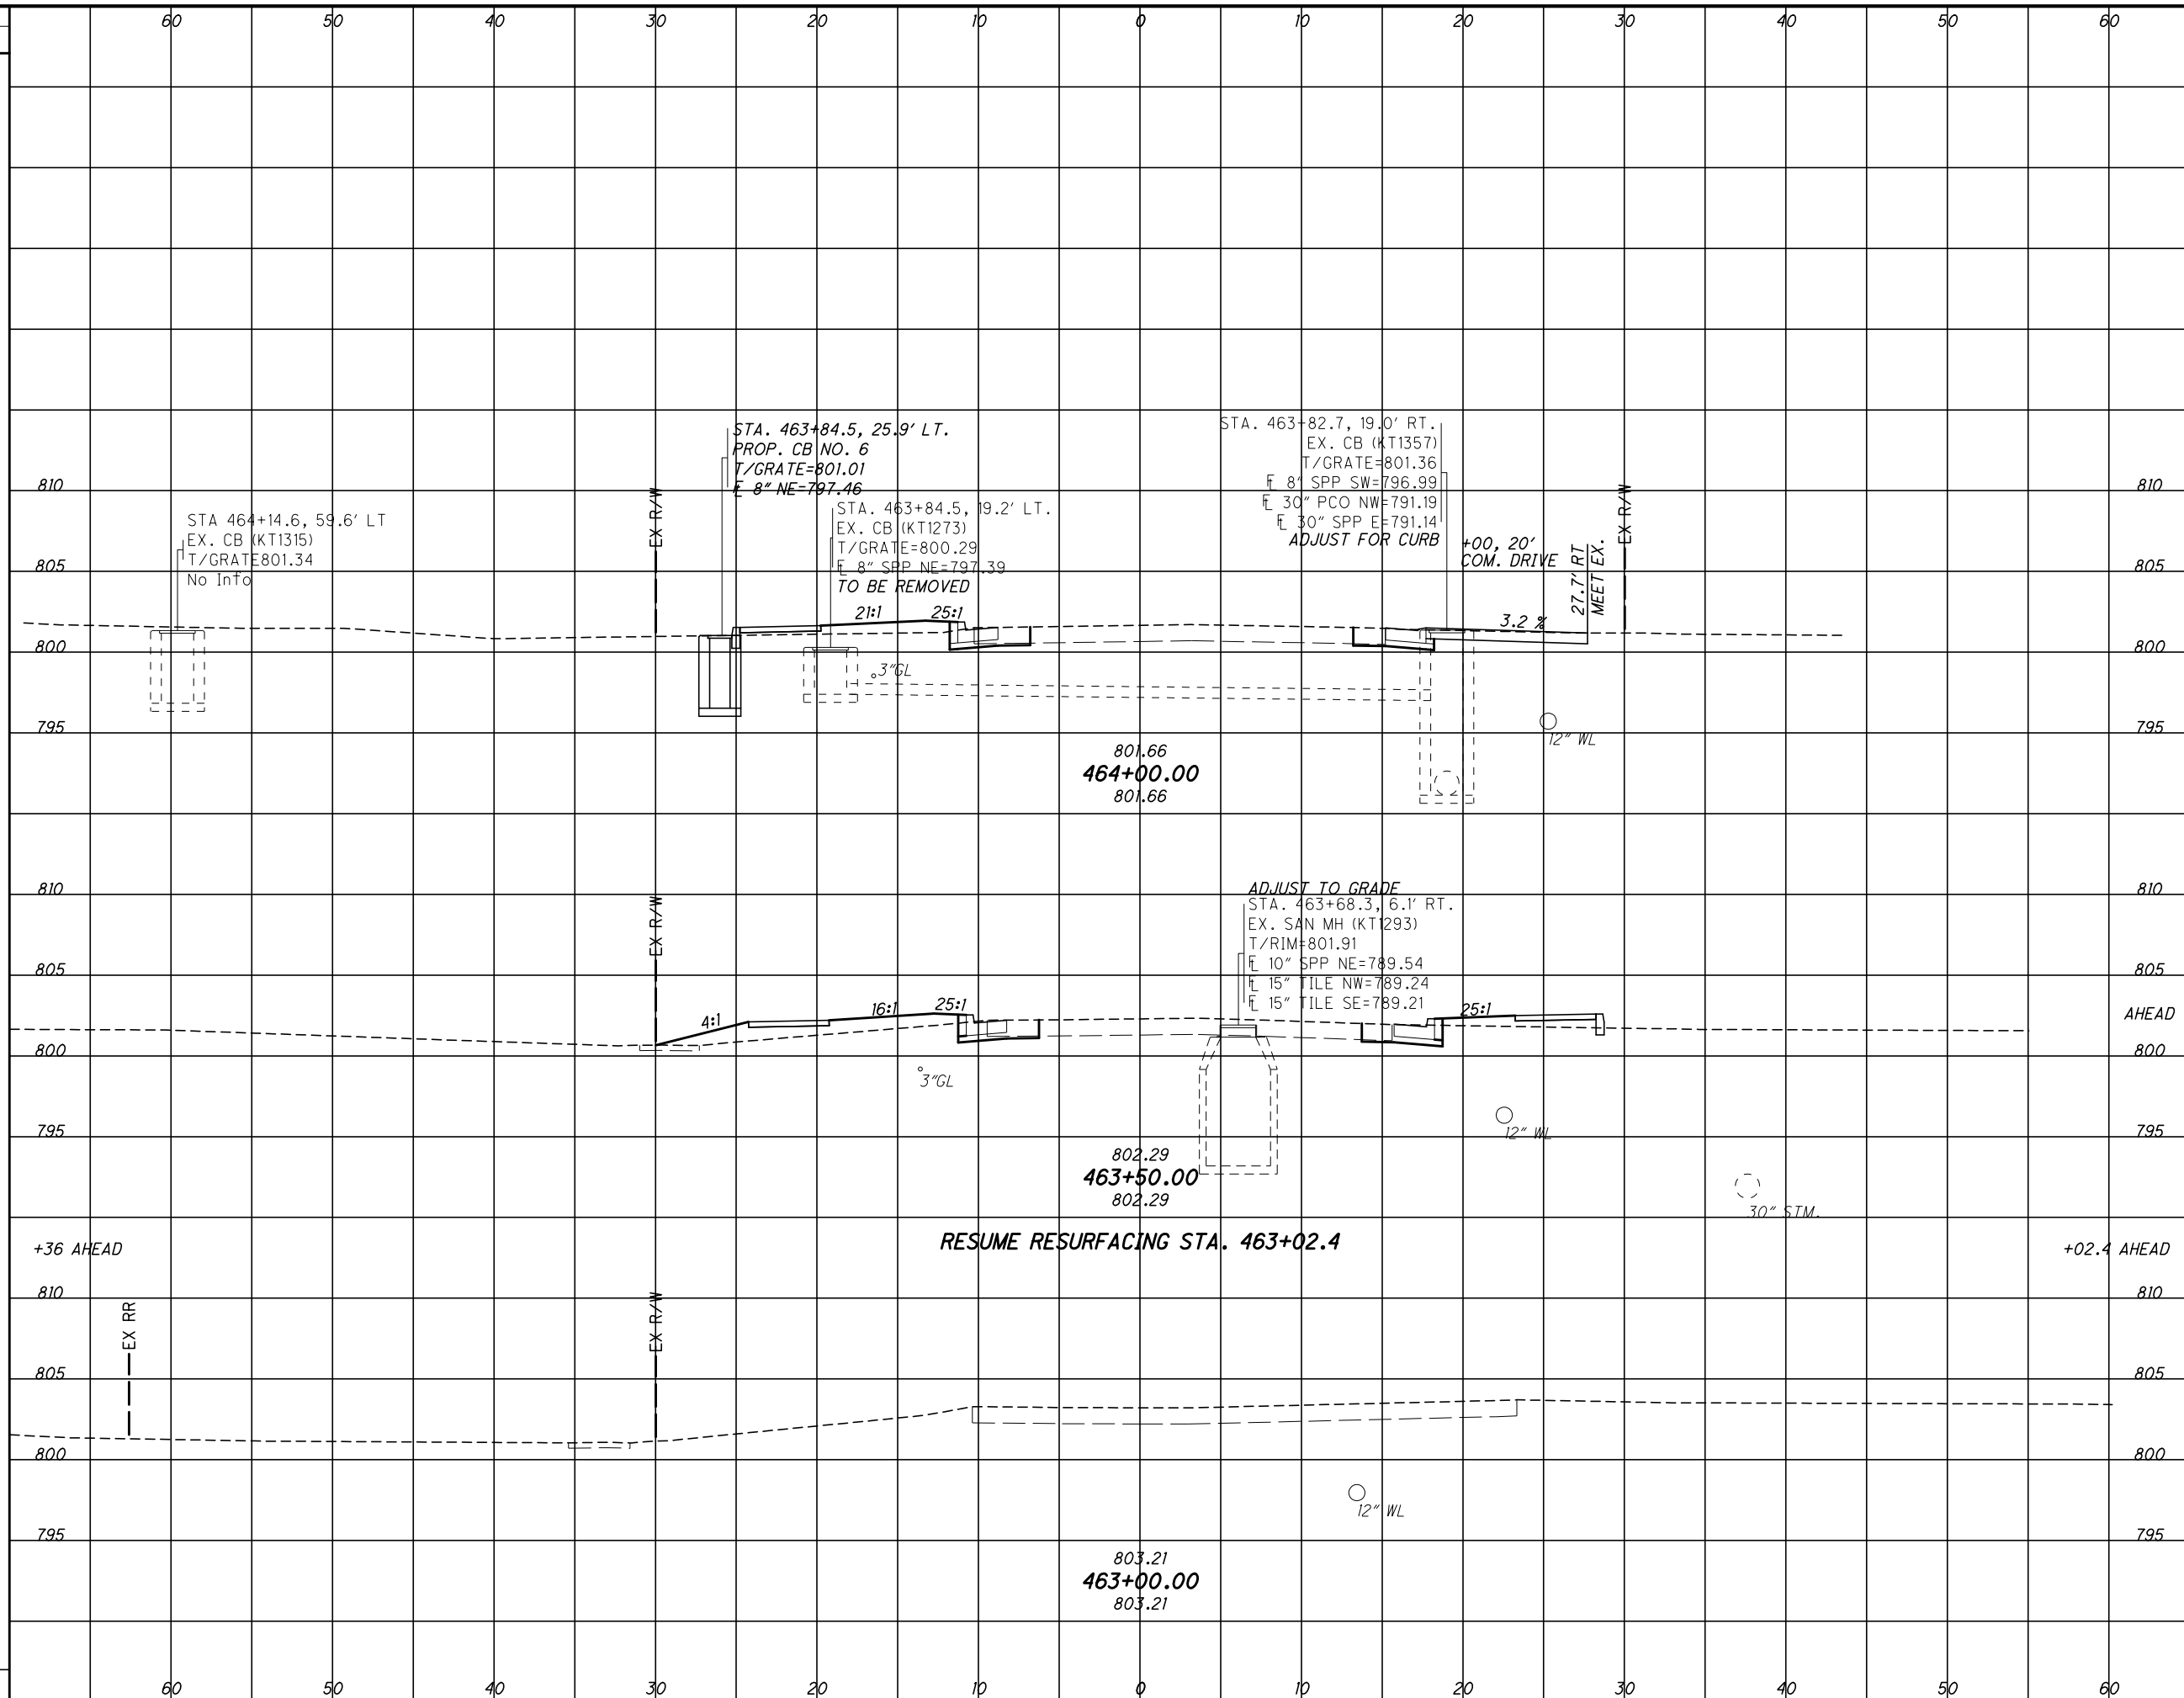 60 50 40 30 20 10 0 10 20 30 40 50 60
STA. 463+84.5, 25.9' LT.
PROP. CB NO. 6
T/GRATE=801.01
℄ 8" NE=797.46
STA. 463+82.7, 19.0' RT.
EX. CB (KT1357)
T/GRATE=801.36
℄ 8" SPP SW=796.99
℄ 30" PCO NW=791.19
℄ 30" SPP E=791.14
ADJUST FOR CURB
810 810
EX R/W
EX R/W
STA 464+14.6, 59.6' LT
EX. CB (KT1315)
T/GRATE801.34
No Info
STA. 463+84.5, 19.2' LT.
EX. CB (KT1273)
T/GRATE=800.29
℄ 8" SPP NE=797.39
TO BE REMOVED
+00, 20'
COM. DRIVE
27.7' RT
MEET EX.
805 805
21:1 25:1 3.2 %
800 800
3"GL
795 795
12" WL
801.66
464+00.00
801.66
810 810
EX R/W
ADJUST TO GRADE
STA. 463+68.3, 6.1' RT.
EX. SAN MH (KT1293)
T/RIM=801.91
℄ 10" SPP NE=789.54
℄ 15" TILE NW=789.24
℄ 15" TILE SE=789.21
805 805
4:1 16:1 25:1 25:1
AHEAD
800 800
3"GL
795 795
12" WL
802.29
463+50.00
802.29
30" STM.
RESUME RESURFACING STA. 463+02.4
+36 AHEAD +02.4 AHEAD
810 810
EX RR
EX R/W
805 805
800 800
12" WL
795 795
803.21
463+00.00
803.21
60 50 40 30 20 10 0 10 20 30 40 50 60